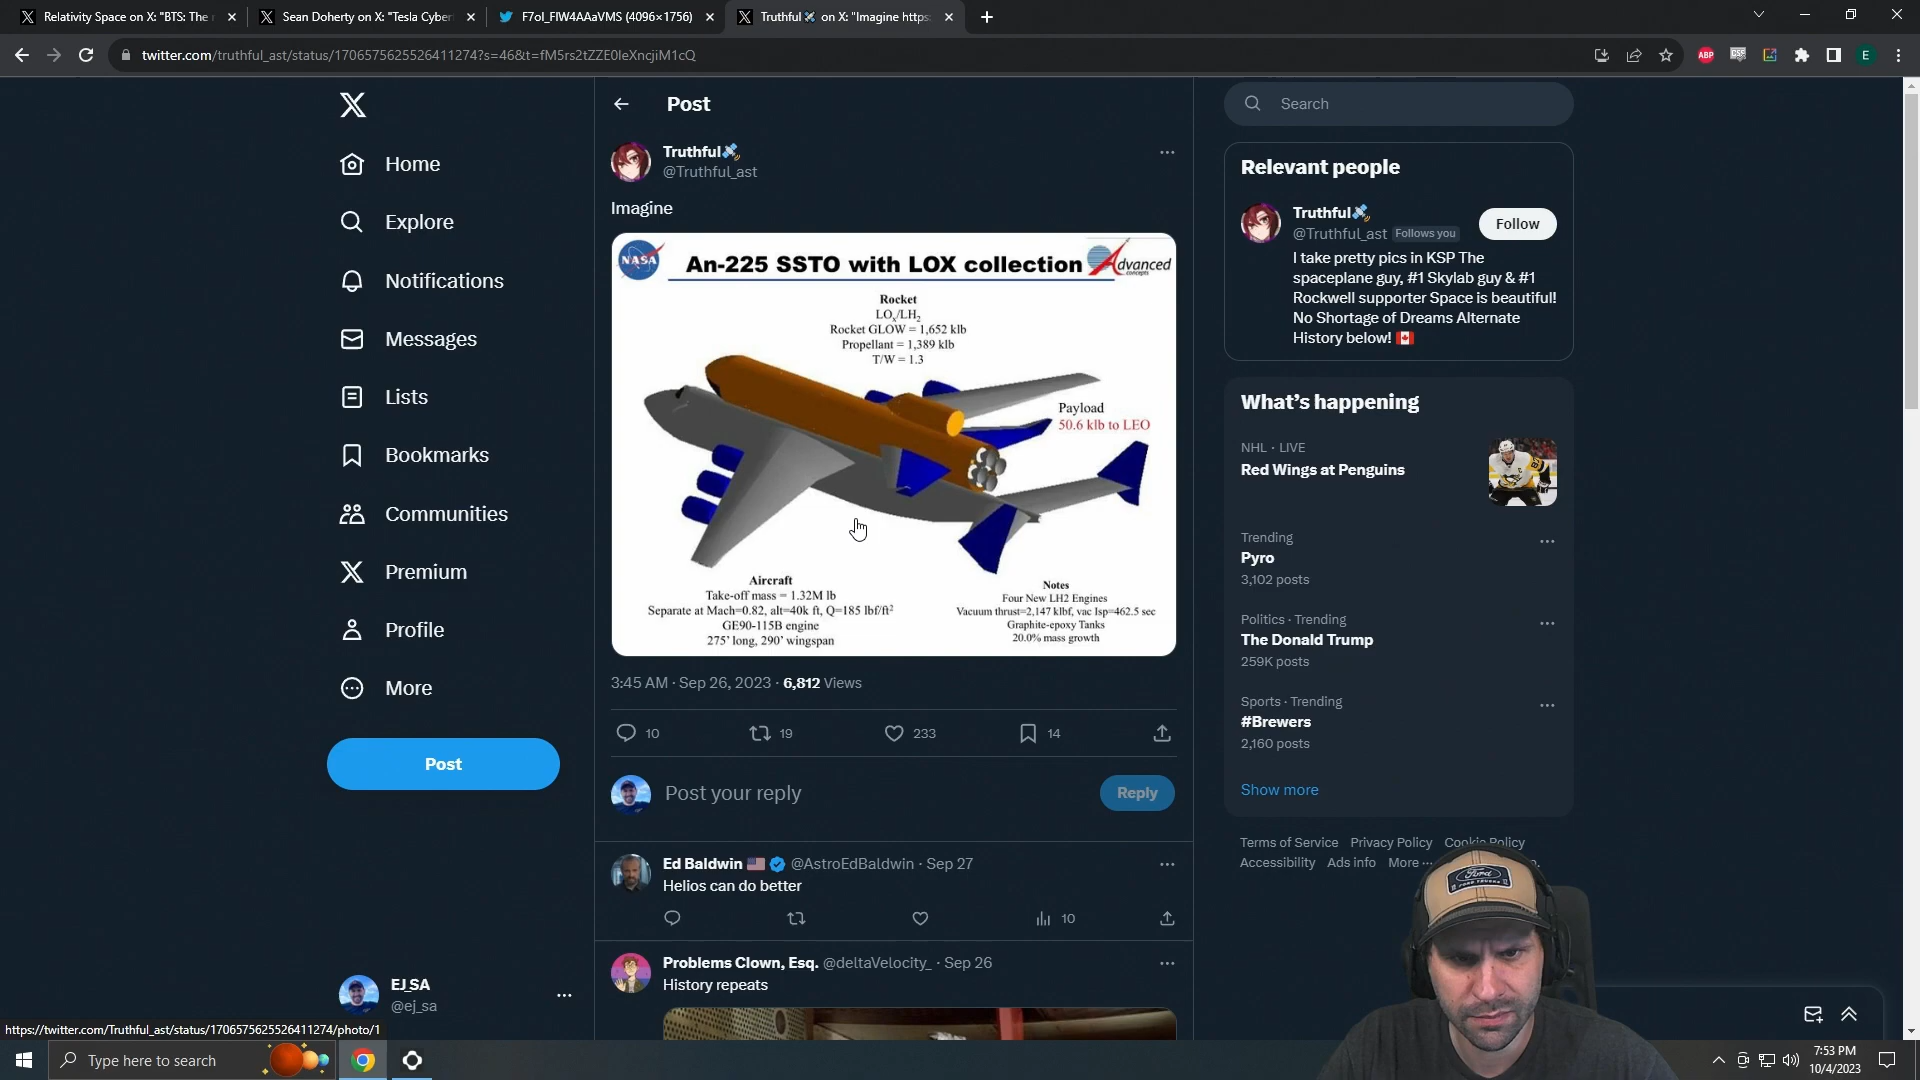 Relativity Space on X: "BTS: The r
Sean Doherty on X: "Tesla Cyber
F7oI_FIW4AAaVMS (4096×1756)
Truthful on X: "Imagine https:
twitter.com/truthful_ast/status/1706575625526411274?s=46&t=fM5rs2tZZE0leXncjiM1cQ
ABP
E
Home
Explore
Notifications
Messages
Lists
Bookmarks
Communities
Premium
Profile
More
Post
EJ_SA
@ej_sa
Post
Truthful
@Truthful_ast
Imagine
NASA
An-225 SSTO with LOX collection
Advanced
concepts
Rocket
LOx/LH2
Rocket GLOW = 1,652 klb
Propellant = 1,389 klb
T/W = 1.3
Payload
50.6 klb to LEO
Aircraft
Take-off mass = 1.32M lb
Separate at Mach=0.82, alt=40k ft, Q=185 lbf/ft²
GE90-115B engine
275' long, 290' wingspan
Notes
Four New LH2 Engines
Vacuum thrust=2,147 klbf, vac Isp=462.5 sec
Graphite-epoxy Tanks
20.0% mass growth
3:45 AM · Sep 26, 2023 · 6,812 Views
10
19
233
14
Post your reply
Reply
Ed Baldwin @AstroEdBaldwin · Sep 27
Helios can do better
10
Problems Clown, Esq. @deltaVelocity_ · Sep 26
History repeats
Search
Relevant people
Truthful
@Truthful_ast Follows you
Follow
I take pretty pics in KSP The
spaceplane guy, #1 Skylab guy & #1
Rockwell supporter Space is beautiful!
No Shortage of Dreams Alternate
History below!
What's happening
NHL · LIVE
Red Wings at Penguins
Trending
Pyro
3,102 posts
Politics · Trending
The Donald Trump
259K posts
Sports · Trending
#Brewers
2,160 posts
Show more
Terms of Service Privacy Policy Cookie Policy
Accessibility Ads info More ···
Ford
https://twitter.com/Truthful_ast/status/1706575625526411274/photo/1
Type here to search
7:53 PM
10/4/2023